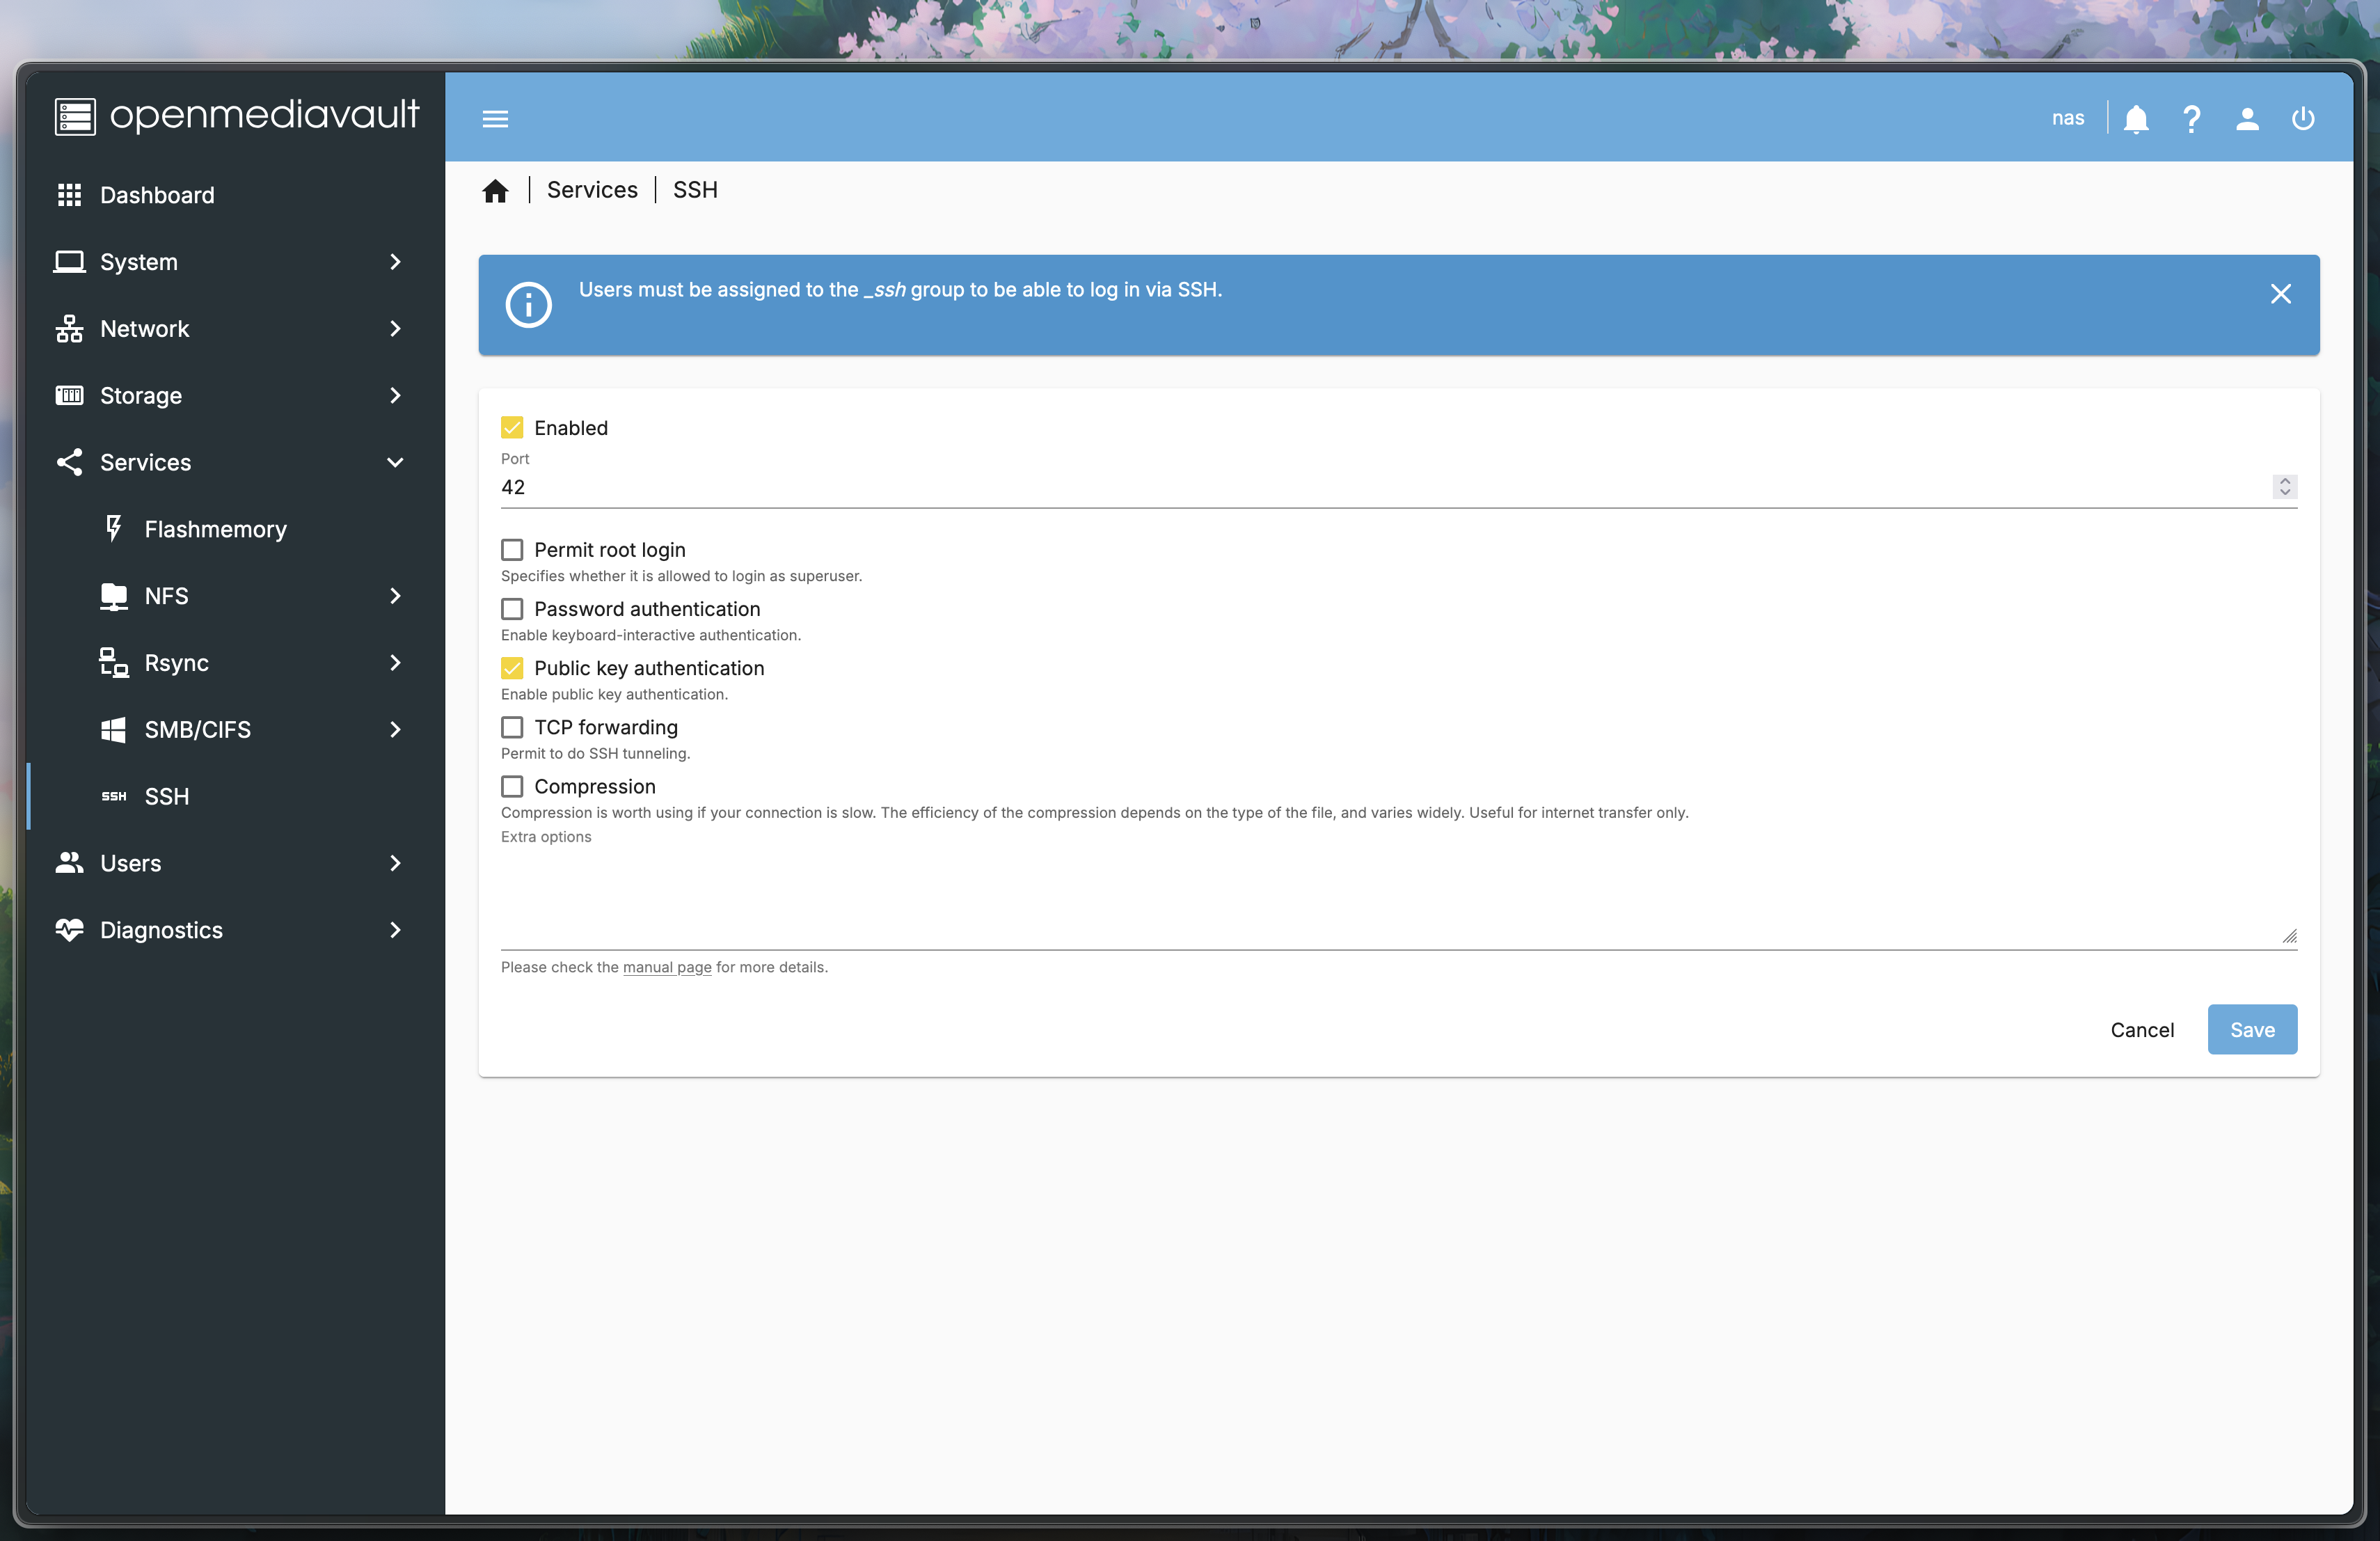 openmediavault
nas
Dashboard
System
Network
Storage
Services
Flashmemory
NFS
Rsync
SMB/CIFS
SSH
SSH
Users
Diagnostics
Services | SSH
Users must be assigned to the _ssh group to be able to log in via SSH.
Enabled
Port
42
Permit root login
Specifies whether it is allowed to login as superuser.
Password authentication
Enable keyboard-interactive authentication.
Public key authentication
Enable public key authentication.
TCP forwarding
Permit to do SSH tunneling.
Compression
Compression is worth using if your connection is slow. The efficiency of the compression depends on the type of the file, and varies widely. Useful for internet transfer only.
Extra options
Please check the manual page for more details.
Cancel
Save